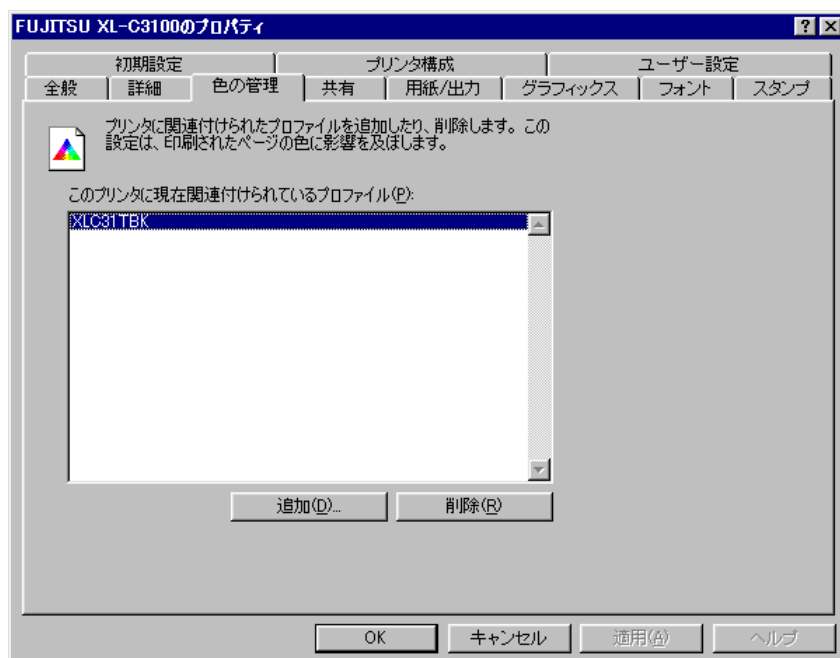 FUJITSU XL-C3100のプロパティ
初期設定 プリンタ構成 ユーザー設定
全般 詳細 色の管理 共有 用紙/出力 グラフィックス フォント スタンプ
プリンタに関連付けられたプロファイルを追加したり、削除します。この
設定は、印刷されたページの色に影響を及ぼします。
このプリンタに現在関連付けられているプロファイル(P):
XLC31TBK
追加(D)... 削除(R)
OK キャンセル 適用(A) ヘルプ